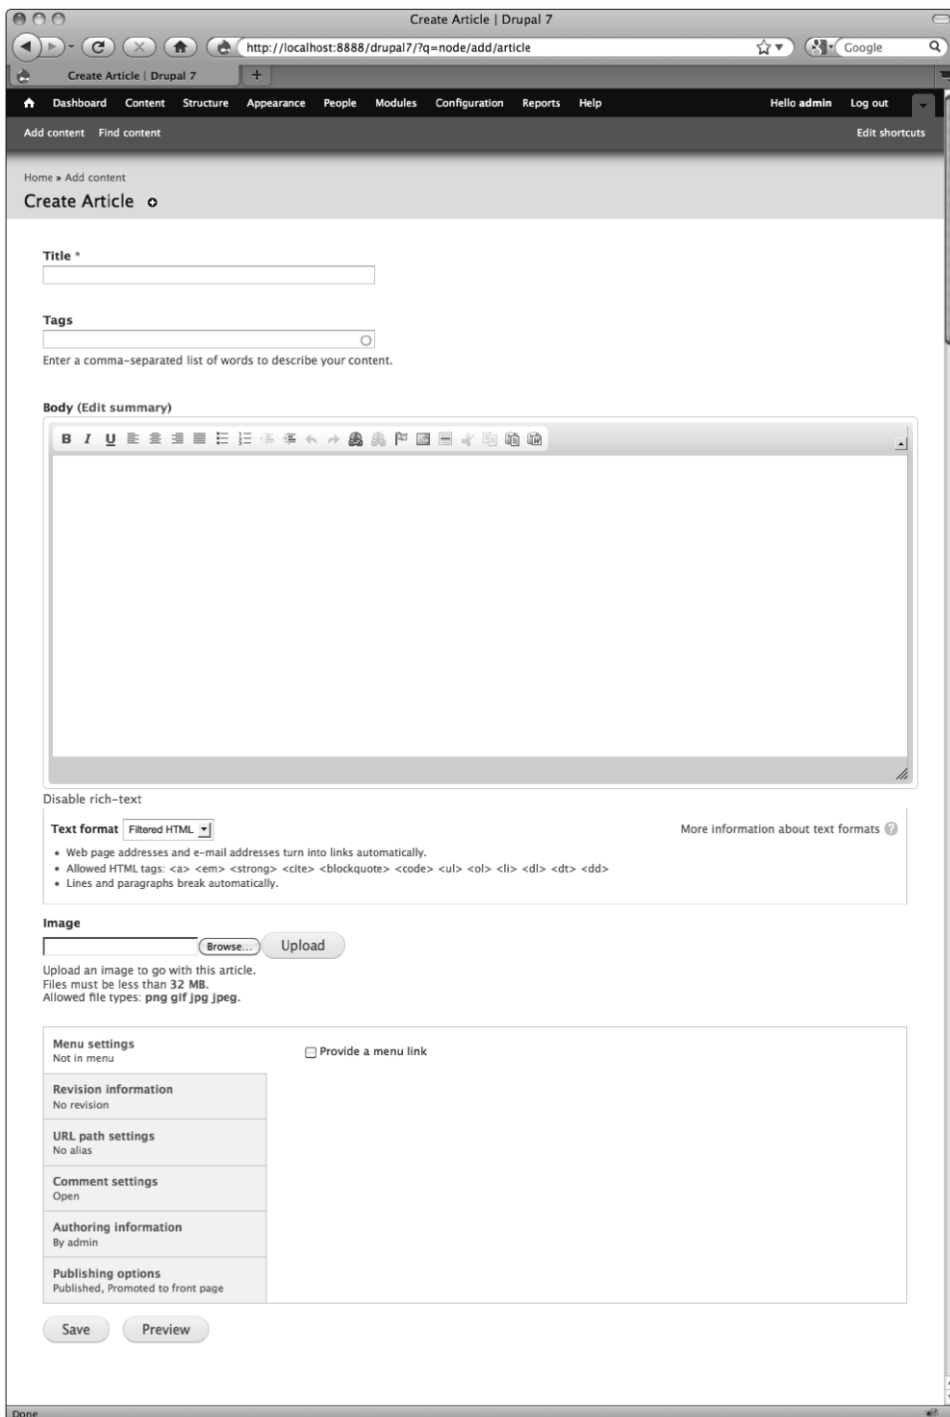 Create Article | Drupal 7
http://localhost:8888/drupal7/?q=node/add/article
Google
Create Article | Drupal 7
Dashboard Content Structure Appearance People Modules Configuration Reports Help Hello admin Log out
Add content Find content Edit shortcuts
Home » Add content
Create Article
Title *
Tags
Enter a comma-separated list of words to describe your content.
Body (Edit summary)
B I U
Disable rich-text
Text format Filtered HTML More information about text formats ?
• Web page addresses and e-mail addresses turn into links automatically.
• Allowed HTML tags: <a> <em> <strong> <cite> <blockquote> <code> <ul> <ol> <li> <dl> <dt> <dd>
• Lines and paragraphs break automatically.
Image
Browse... Upload
Upload an image to go with this article.
Files must be less than 32 MB.
Allowed file types: png gif jpg jpeg.
Menu settings
Not in menu
Provide a menu link
Revision information
No revision
URL path settings
No alias
Comment settings
Open
Authoring information
By admin
Publishing options
Published, Promoted to front page
Save Preview
Done